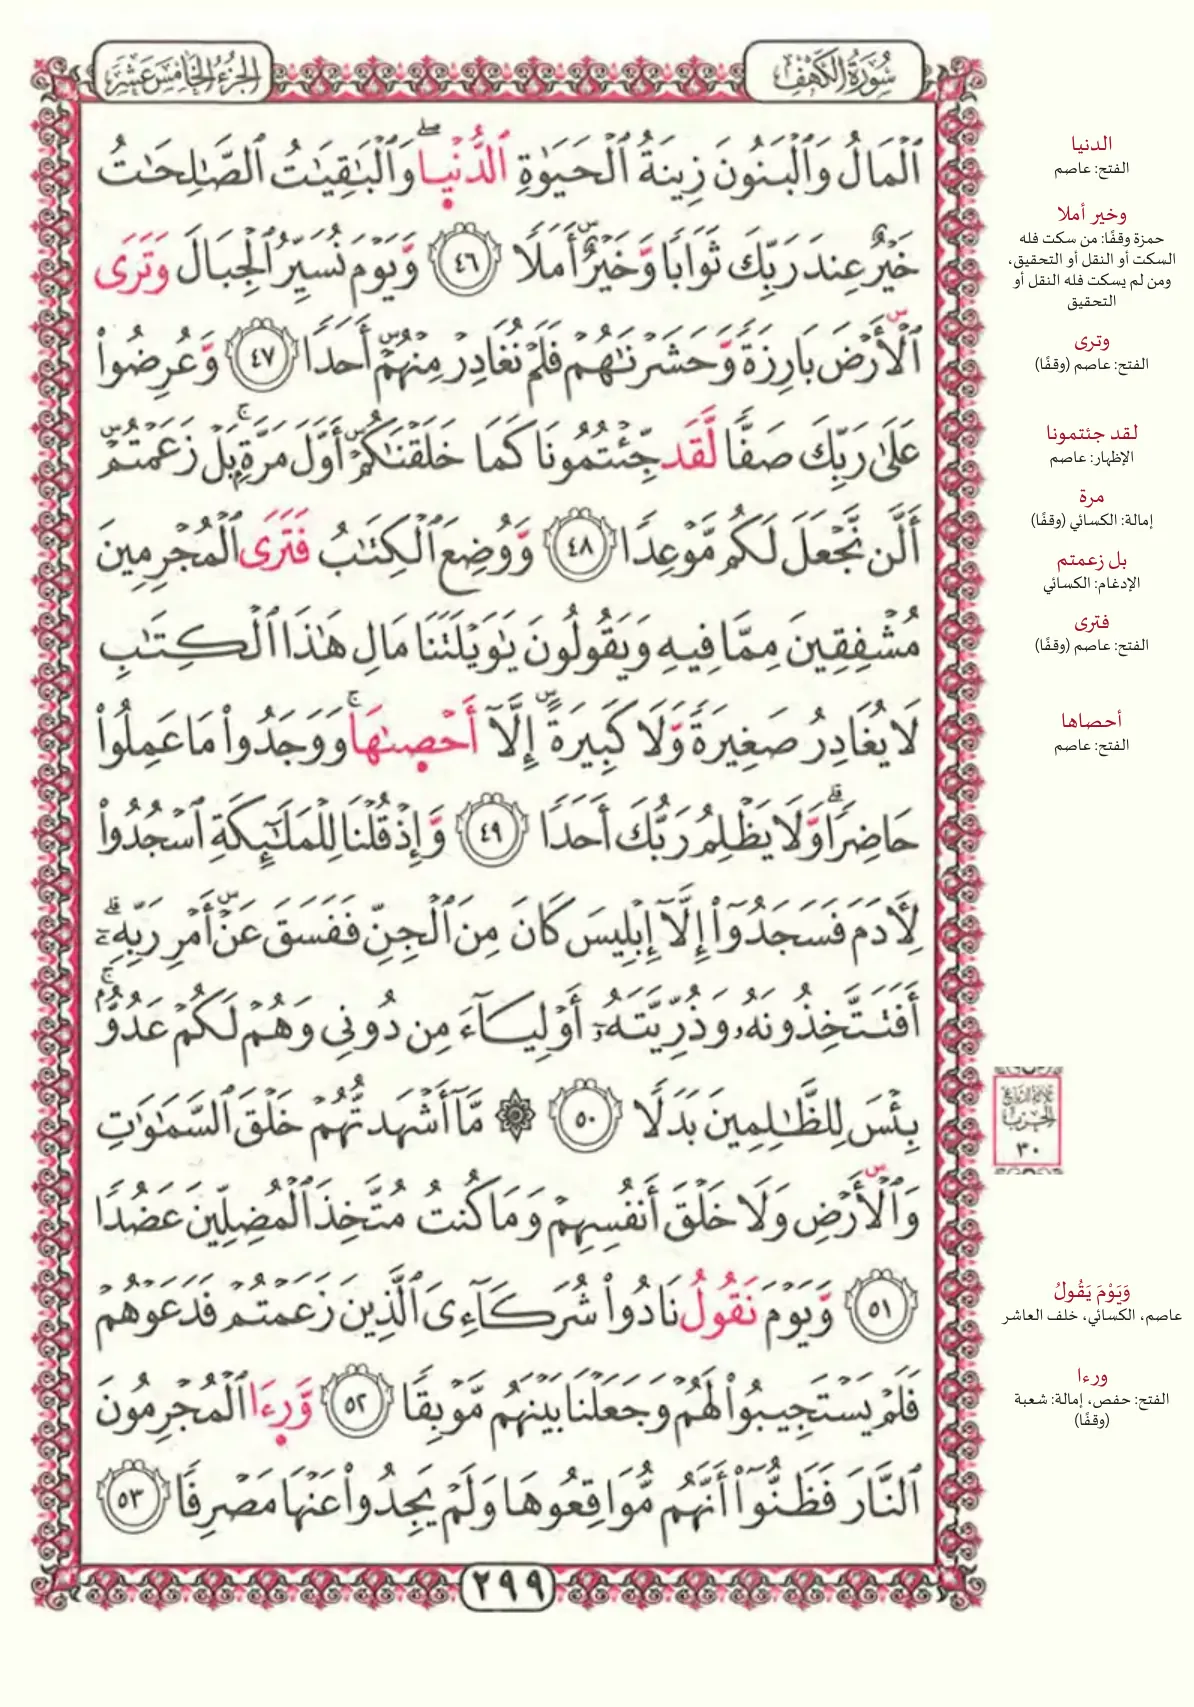 سُورَةُ الكَهْفِ
الجُزْءُ الخَامِسَ عَشَرَ
ٱلْمَالُ وَٱلْبَنُونَ زِينَةُ ٱلْحَيَوٰةِ ٱلدُّنْيَاۖ وَٱلْبَٰقِيَٰتُ ٱلصَّٰلِحَٰتُ
خَيْرٌ عِندَ رَبِّكَ ثَوَابًا وَّخَيْرٌ أَمَلًا ٤٦ وَّيَوْمَ نُسَيِّرُ ٱلْجِبَالَ وَتَرَى
ٱلْأَرْضَ بَارِزَةً وَّحَشَرْنَٰهُمْ فَلَمْ نُغَادِرْ مِنْهُمْ أَحَدًا ٤٧ وَّعُرِضُوا۟
عَلَىٰ رَبِّكَ صَفًّا لَّقَد جِّئْتُمُونَا كَمَا خَلَقْنَٰكُمْ أَوَّلَ مَرَّةٍۭۚ بَلْ زَعَمْتُمْ
أَلَّن نَّجْعَلَ لَكُم مَّوْعِدًا ٤٨ وَّوُضِعَ ٱلْكِتَٰبُ فَتَرَى ٱلْمُجْرِمِينَ
مُشْفِقِينَ مِمَّا فِيهِ وَيَقُولُونَ يَٰوَيْلَتَنَا مَالِ هَٰذَا ٱلْكِتَٰبِ
لَا يُغَادِرُ صَغِيرَةً وَّلَا كَبِيرَةً إِلَّآ أَحْصَىٰهَاۚ وَوَجَدُوا۟ مَا عَمِلُوا۟
حَاضِرًاۗ وَّلَا يَظْلِمُ رَبُّكَ أَحَدًا ٤٩ وَّإِذْ قُلْنَا لِلْمَلَٰٓئِكَةِ ٱسْجُدُوا۟
لِأَٓدَمَ فَسَجَدُوٓا۟ إِلَّآ إِبْلِيسَ كَانَ مِنَ ٱلْجِنِّ فَفَسَقَ عَنْ أَمْرِ رَبِّهِۦٓۗ
أَفَتَتَّخِذُونَهُۥ وَذُرِّيَّتَهُۥٓ أَوْلِيَآءَ مِن دُونِى وَهُمْ لَكُمْ عَدُوٌّۢۚ
بِئْسَ لِلظَّٰلِمِينَ بَدَلًا ٥٠ ۞ مَّآ أَشْهَدتُّهُمْ خَلْقَ ٱلسَّمَٰوَٰتِ
وَٱلْأَرْضِ وَلَا خَلْقَ أَنفُسِهِمْ وَمَا كُنتُ مُتَّخِذَ ٱلْمُضِلِّينَ عَضُدًا
٥١ وَّيَوْمَ نَقُولُ نَادُوا۟ شُرَكَآءِىَ ٱلَّذِينَ زَعَمْتُمْ فَدَعَوْهُمْ
فَلَمْ يَسْتَجِيبُوا۟ لَهُمْ وَجَعَلْنَا بَيْنَهُم مَّوْبِقًا ٥٢ وَّرَءَا ٱلْمُجْرِمُونَ
ٱلنَّارَ فَظَنُّوٓا۟ أَنَّهُم مُّوَاقِعُوهَا وَلَمْ يَجِدُوا۟ عَنْهَا مَصْرِفًا ٥٣
٢٩٩
الدنيا
الفتح: عاصم
وخير أملا
حمزة وقفًا: من سكت فله
السكت أو النقل أو التحقيق،
ومن لم يسكت فله النقل أو
التحقيق
وترى
الفتح: عاصم (وقفًا)
لقد جئتمونا
الإظهار: عاصم
مرة
إمالة: الكسائي (وقفًا)
بل زعمتم
الإدغام: الكسائي
فترى
الفتح: عاصم (وقفًا)
أحصاها
الفتح: عاصم
ثلاثة أرباع
الحزب
٣٠
وَيَوْمَ يَقُولُ
عاصم، الكسائي، خلف العاشر
ورءا
الفتح: حفص، إمالة: شعبة
(وقفًا)